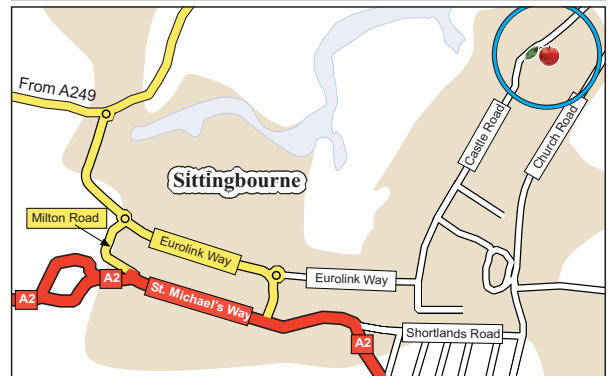 From A249
Castle Road
Church Road
Sittingbourne
Milton Road
Eurolink Way
Eurolink Way
A2
A2
St. Michael's Way
Shortlands Road
A2